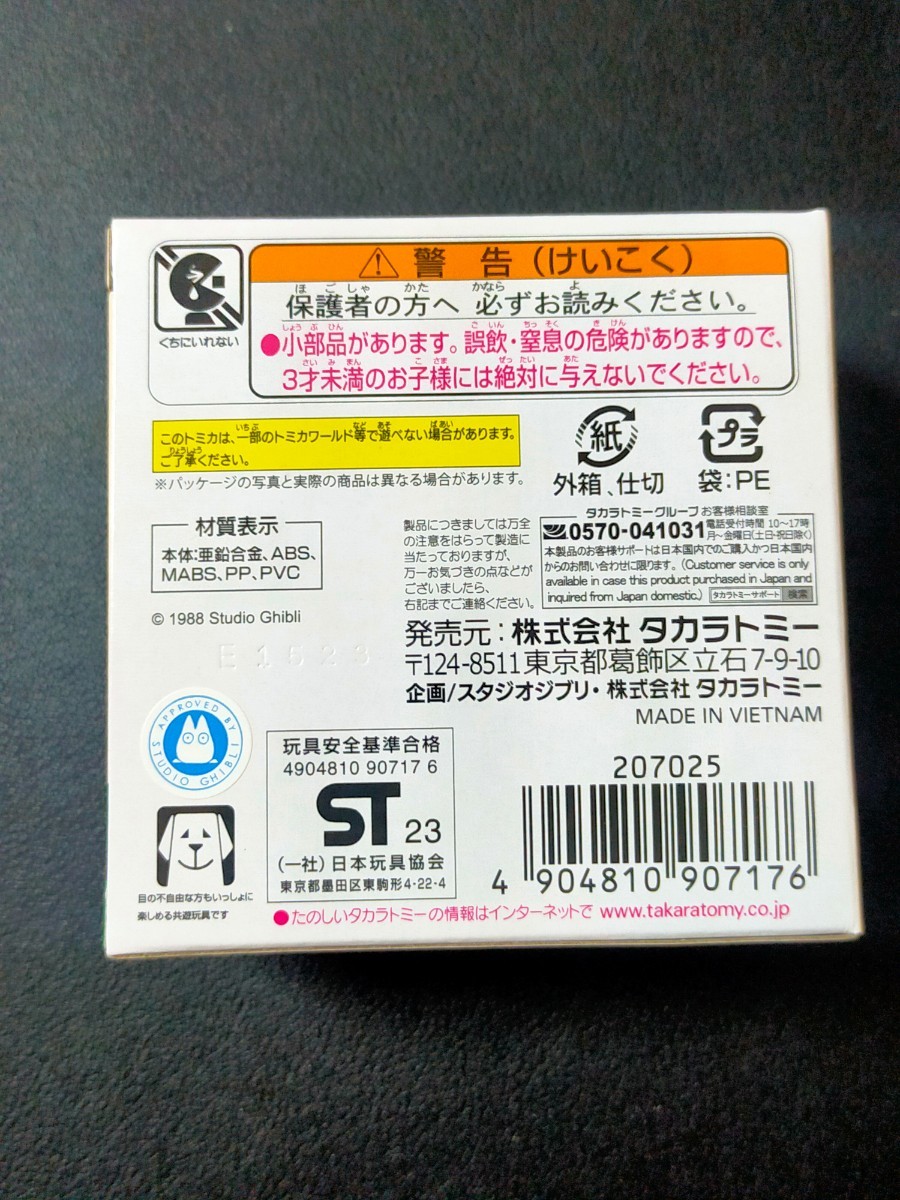 警告(けいこく)
保護者の方へ 必ずお読みください。
くちにいれない
●小部品があります。誤飲・窒息の危険がありますので、
3才未満のお子様には絶対に与えないでください。
このトミカは、一部のトミカワールド等で遊べない場合があります。
ご了承ください。
※パッケージの写真と実際の商品は異なる場合があります。
紙
外箱、仕切
プラ
袋:PE
材質表示
本体:亜鉛合金、ABS、
MABS、PP、PVC
© 1988 Studio Ghibli
製品につきましては万全
の注意をはらって製造に
当たっておりますが、
万一お気づきの点などが
ございましたら、
右記までご連絡ください。
タカラトミーグループ お客様相談室
0570-041031 電話受付時間 10〜17時
月〜金曜日(土・日・祝日除く)
本製品のお客様サポートは日本国内でのご購入かつ日本国内
からのお問い合わせに限ります。(Customer service is only
available in case this product purchased in Japan and
inquired from Japan domestic.) タカラトミーサポート 検索
発売元:株式会社 タカラトミー
〒124-8511 東京都葛飾区立石7-9-10
企画/スタジオジブリ・株式会社 タカラトミー
MADE IN VIETNAM
E1623
APPROVED BY
STUDIO GHIBLI
目の不自由な方もいっしょに
楽しめる共遊玩具です
玩具安全基準合格
4904810 90717 6
ST 23
(一社)日本玩具協会
東京都墨田区東駒形4-22-4
207025
4 904810 907176
●たのしいタカラトミーの情報はインターネットで www.takaratomy.co.jp